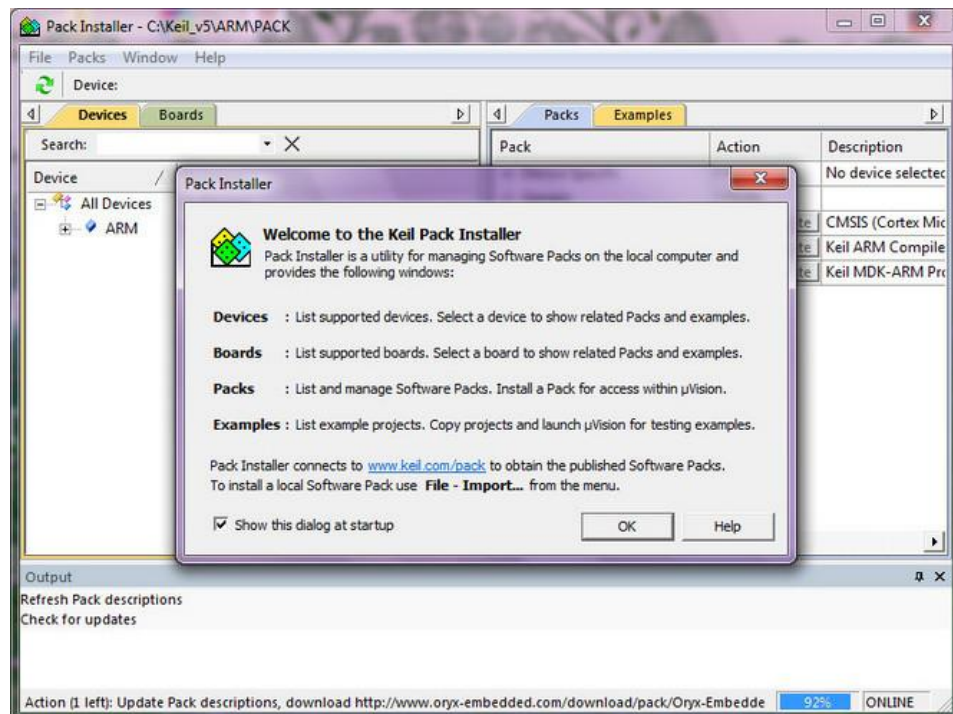 Pack Installer - C:\Keil_v5\ARM\PACK
File Packs Window Help
Device:
Devices Boards
Packs Examples
Search:
Pack Action Description
Device
No device selected
All Devices
ARM
CMSIS (Cortex Mic
Keil ARM Compile
Keil MDK-ARM Pro
Pack Installer
Welcome to the Keil Pack Installer
Pack Installer is a utility for managing Software Packs on the local computer and
provides the following windows:
Devices : List supported devices. Select a device to show related Packs and examples.
Boards : List supported boards. Select a board to show related Packs and examples.
Packs : List and manage Software Packs. Install a Pack for access within µVision.
Examples : List example projects. Copy projects and launch µVision for testing examples.
Pack Installer connects to www.keil.com/pack to obtain the published Software Packs.
To install a local Software Pack use File - Import... from the menu.
Show this dialog at startup
OK Help
Output
Refresh Pack descriptions
Check for updates
Action (1 left): Update Pack descriptions, download http://www.oryx-embedded.com/download/pack/Oryx-Embedde 92% ONLINE